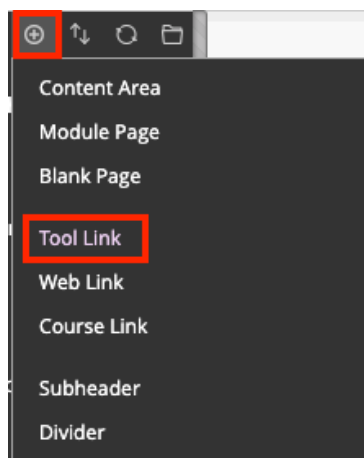 Content Area
Module Page
Blank Page
Tool Link
Web Link
Course Link
Subheader
Divider